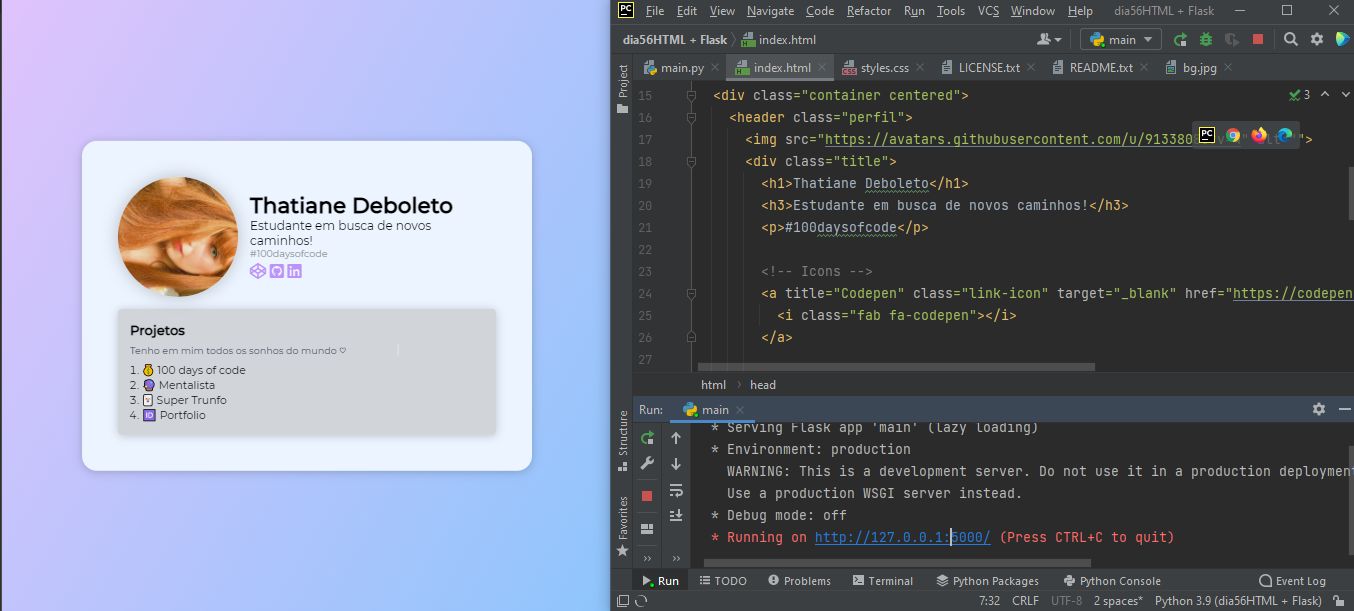 Thatiane Deboleto
Estudante em busca de novos
caminhos!
#100daysofcode
Projetos
Tenho em mim todos os sonhos do mundo ♡
1. 💰 100 days of code
2. 🔮 Mentalista
3. 🃏 Super Trunfo
4. 🆔 Portfolio
PC File Edit View Navigate Code Refactor Run Tools VCS Window Help dia56HTML + Flask
dia56HTML + Flask index.html main
main.py index.html styles.css LICENSE.txt README.txt bg.jpg
Project
15 <div class="container centered"> 3
16 <header class="perfil">
17 <img src="https://avatars.githubusercontent.com/u/913380
18 <div class="title">
19 <h1>Thatiane Deboleto</h1>
20 <h3>Estudante em busca de novos caminhos!</h3>
21 <p>#100daysofcode</p>
22
23 <!-- Icons -->
24 <a title="Codepen" class="link-icon" target="_blank" href="https://codepen
25 <i class="fab fa-codepen"></i>
26 </a>
27
html › head
Run: main
Structure
Favorites
* Serving Flask app 'main' (lazy loading)
* Environment: production
WARNING: This is a development server. Do not use it in a production deployment
Use a production WSGI server instead.
* Debug mode: off
* Running on http://127.0.0.1:5000/ (Press CTRL+C to quit)
Run TODO Problems Terminal Python Packages Python Console Event Log
7:32 CRLF UTF-8 2 spaces* Python 3.9 (dia56HTML + Flask)